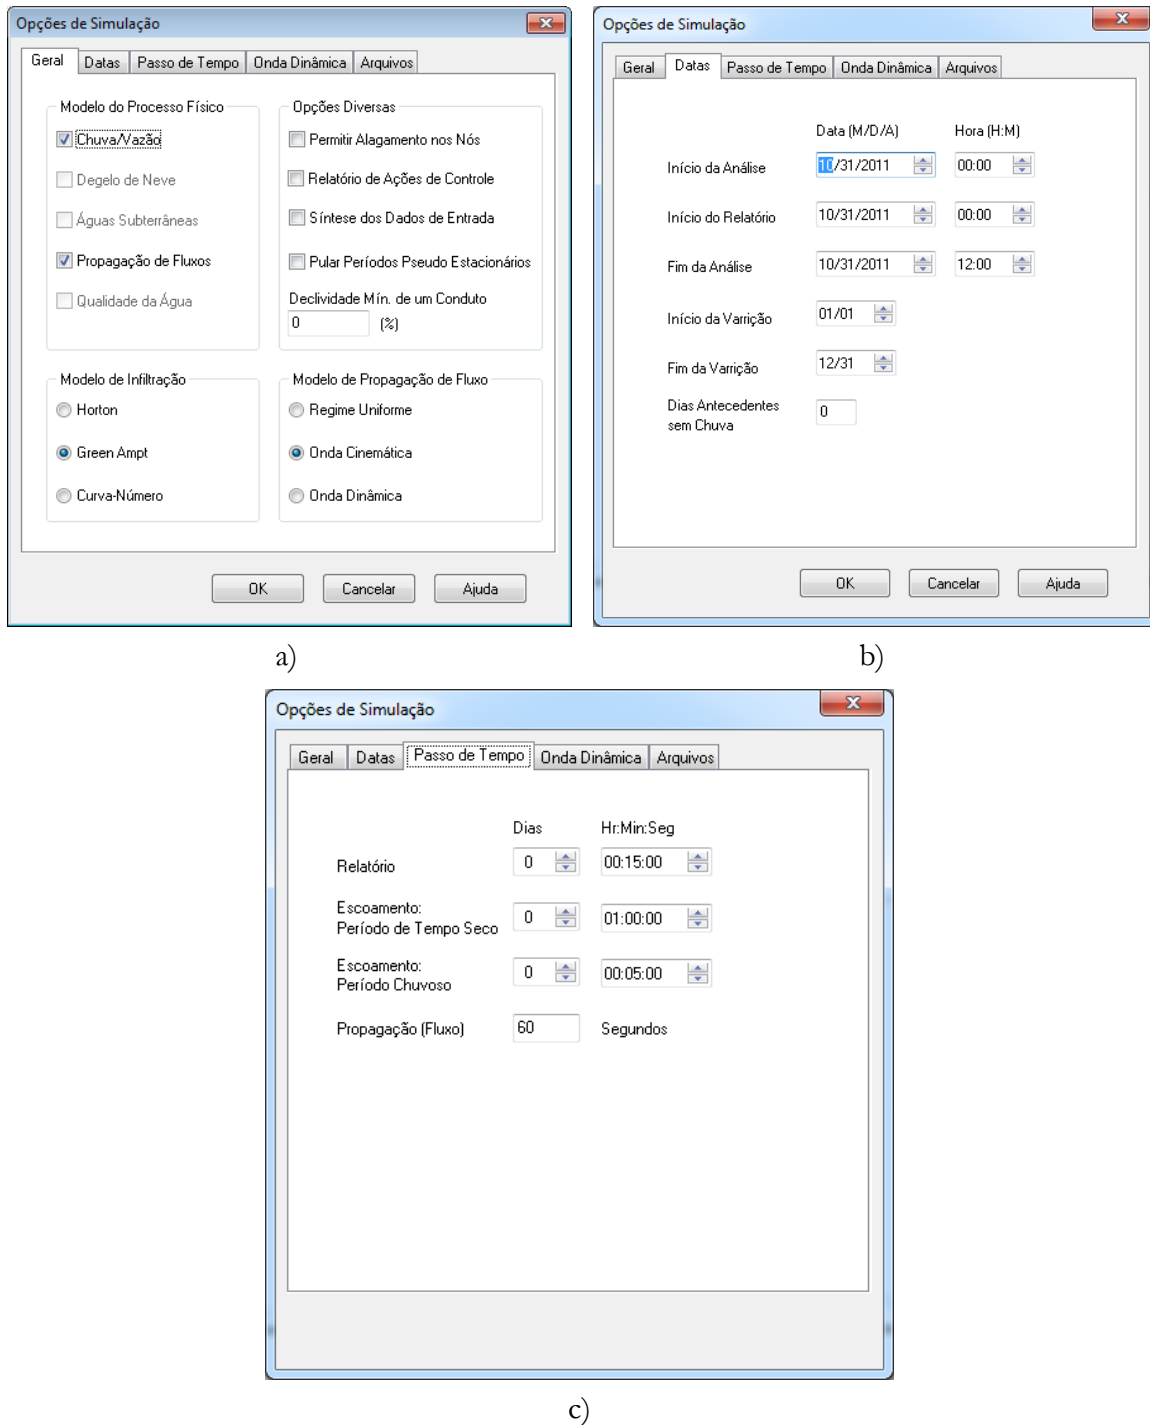 Opções de Simulação
Geral Datas Passo de Tempo Onda Dinâmica Arquivos
Modelo do Processo Físico
Chuva/Vazão
Degelo de Neve
Águas Subterrâneas
Propagação de Fluxos
Qualidade da Água
Opções Diversas
Permitir Alagamento nos Nós
Relatório de Ações de Controle
Síntese dos Dados de Entrada
Pular Períodos Pseudo Estacionários
Declividade Mín. de um Conduto
0 (%)
Modelo de Infiltração
Horton
Green Ampt
Curva-Número
Modelo de Propagação de Fluxo
Regime Uniforme
Onda Cinemática
Onda Dinâmica
OK Cancelar Ajuda
a)
Opções de Simulação
Geral Datas Passo de Tempo Onda Dinâmica Arquivos
Data (M/D/A) Hora (H:M)
Início da Análise 10/31/2011 00:00
Início do Relatório 10/31/2011 00:00
Fim da Análise 10/31/2011 12:00
Início da Varrição 01/01
Fim da Varrição 12/31
Dias Antecedentes
sem Chuva 0
OK Cancelar Ajuda
b)
Opções de Simulação
Geral Datas Passo de Tempo Onda Dinâmica Arquivos
Dias Hr:Min:Seg
Relatório 0 00:15:00
Escoamento:
Período de Tempo Seco 0 01:00:00
Escoamento:
Período Chuvoso 0 00:05:00
Propagação (Fluxo) 60 Segundos
c)